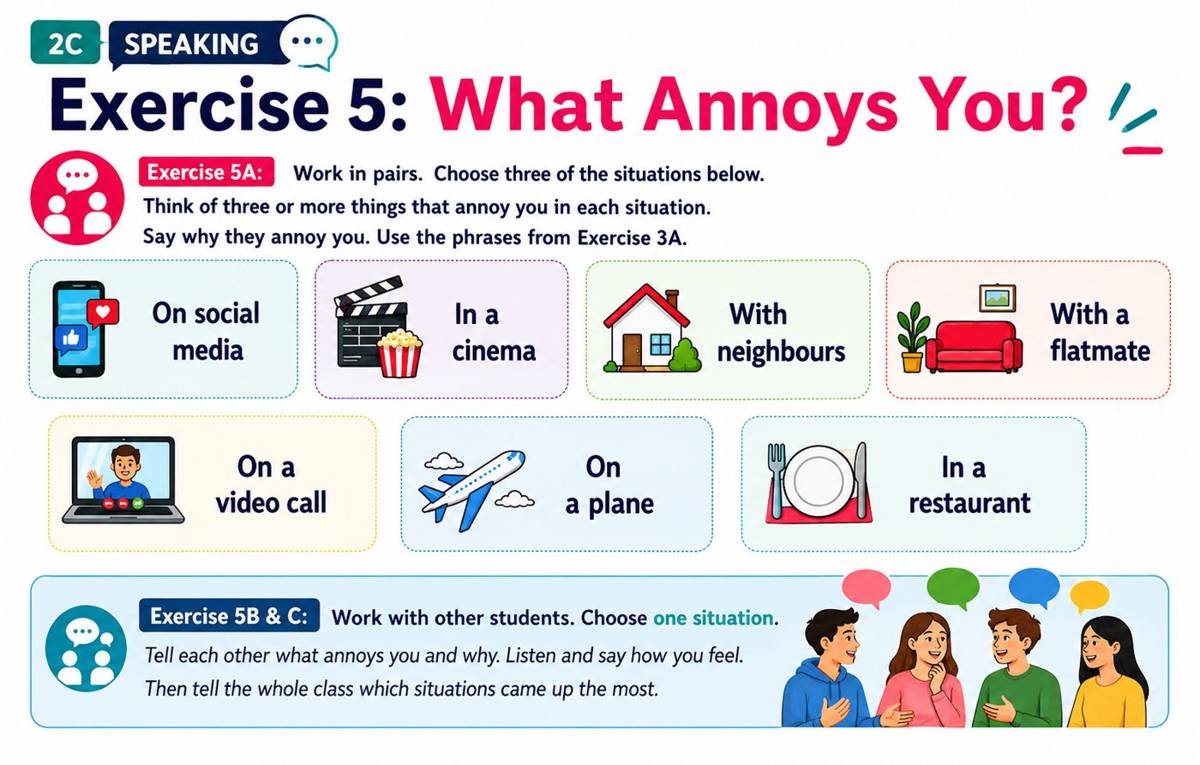 2C SPEAKING
Exercise 5: What Annoys You?
Exercise 5A: Work in pairs. Choose three of the situations below.
Think of three or more things that annoy you in each situation.
Say why they annoy you. Use the phrases from Exercise 3A.
On social
media
In a
cinema
With
neighbours
With a
flatmate
On a
video call
On
a plane
In a
restaurant
Exercise 5B & C: Work with other students. Choose one situation.
Tell each other what annoys you and why. Listen and say how you feel.
Then tell the whole class which situations came up the most.